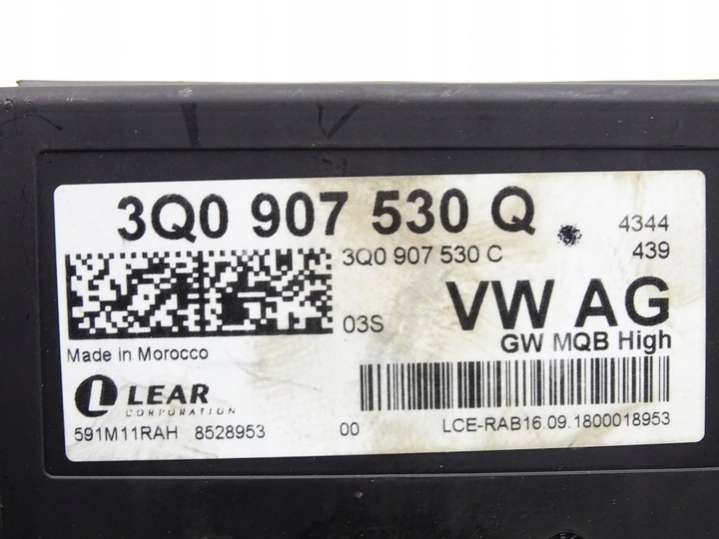 3Q0 907 530 Q 4344
3Q0 907 530 C 439
03S VW AG
Made in Morocco GW MQB High
LEAR
CORPORATION
591M11RAH 8528953 00 LCE-RAB16.09.1800018953